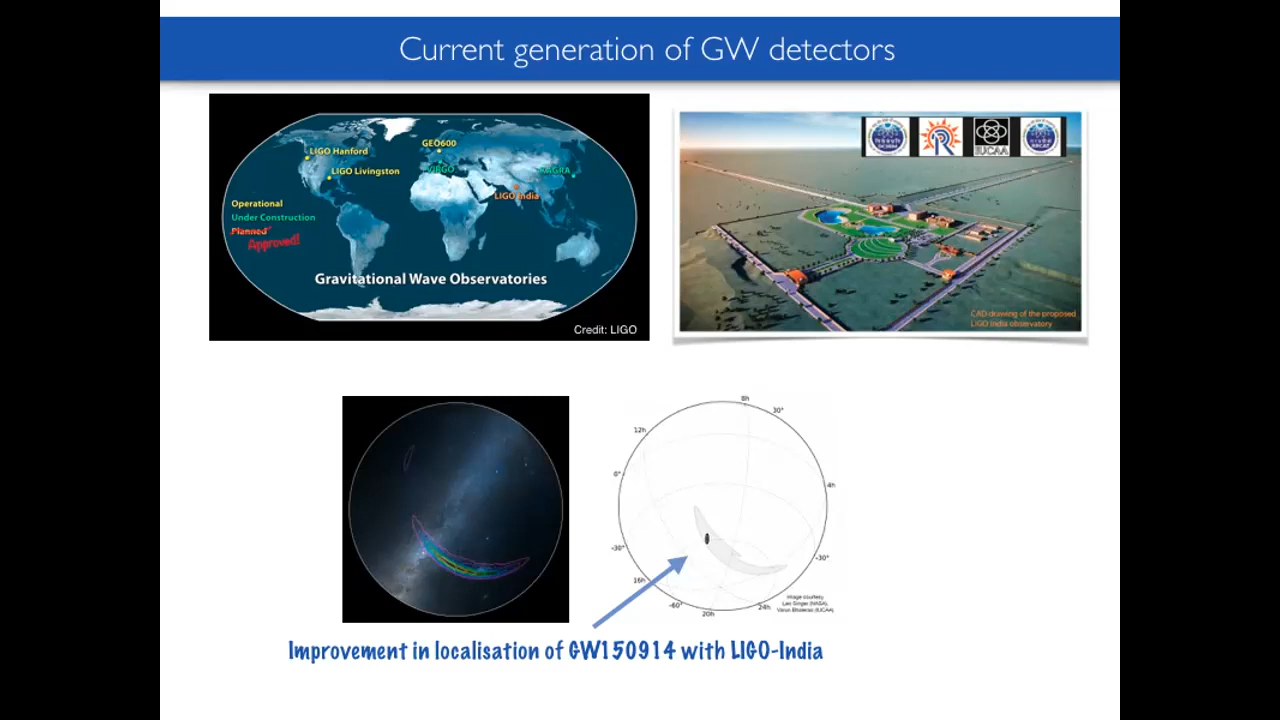 Current generation of GW detectors
LIGO Hanford
LIGO Livingston
GEO600
VIRGO
KAGRA
LIGO India
Operational
Under Construction
Planned
Approved!
Gravitational Wave Observatories
Credit: LIGO
IUCAA
RRCAT
CAD drawing of the proposed
LIGO India observatory
8h
30°
12h
0°
4h
-30°
-30°
16h
-60°
20h
24h
Image courtesy
Leo Singer (NASA),
Varun Bhalerao (IUCAA)
Improvement in localisation of GW150914 with LIGO-India